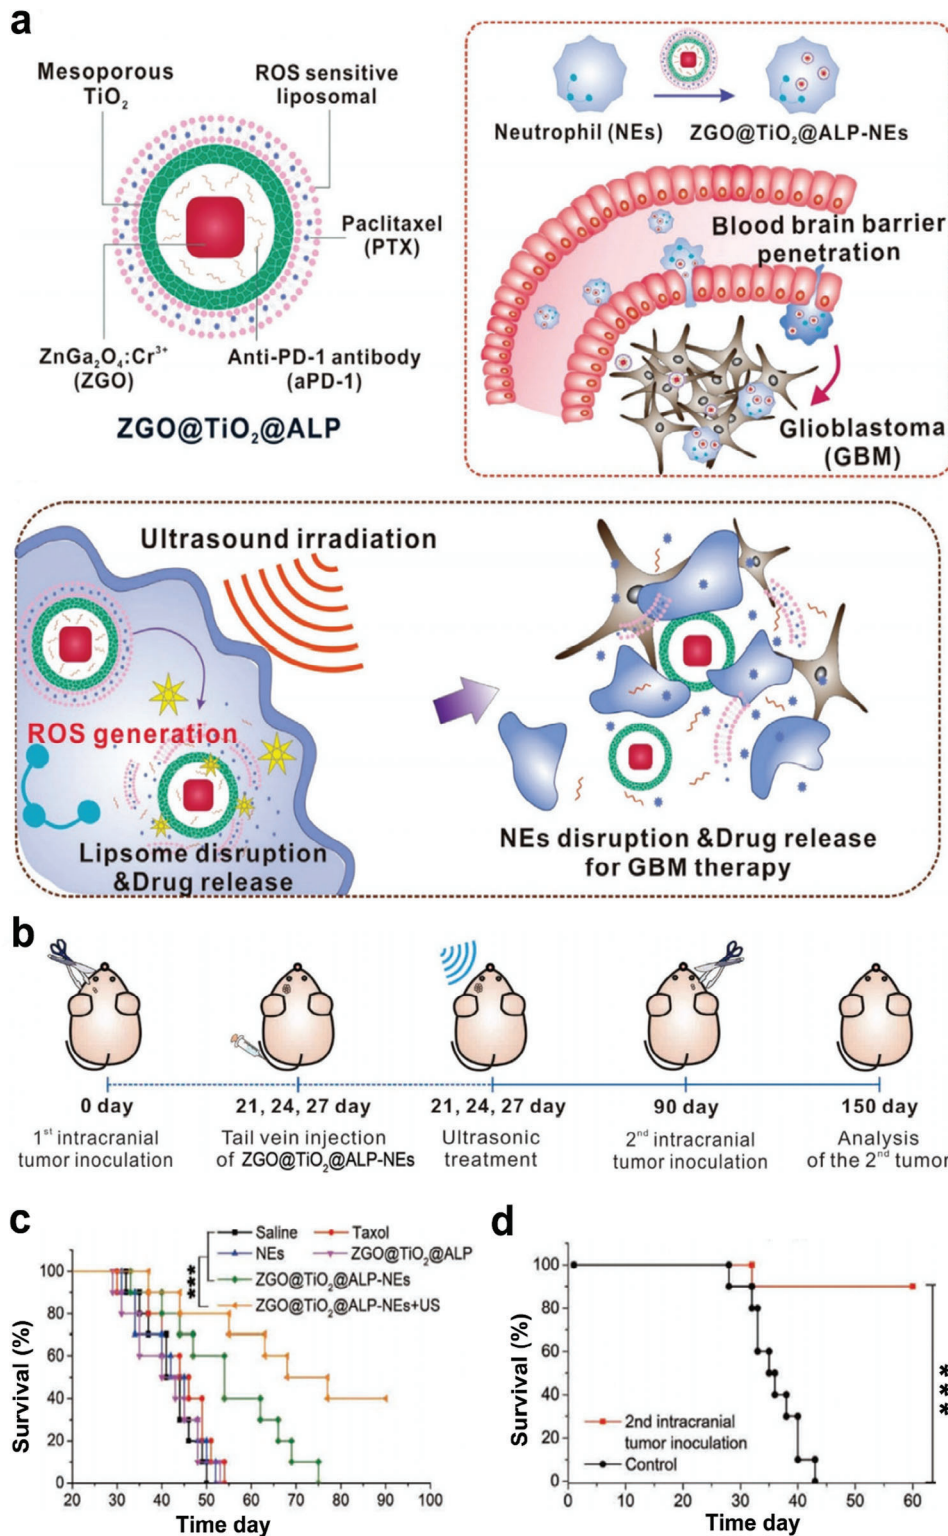 a
Mesoporous
TiO₂
ROS sensitive
liposomal
Paclitaxel
(PTX)
ZnGa₂O₄:Cr³⁺
(ZGO)
Anti-PD-1 antibody
(aPD-1)
ZGO@TiO₂@ALP
Neutrophil (NEs)
ZGO@TiO₂@ALP-NEs
Blood brain barrier
penetration
Glioblastoma
(GBM)
Ultrasound irradiation
ROS generation
Lipsome disruption
&Drug release
NEs disruption &Drug release
for GBM therapy
b
0 day
1ˢᵗ intracranial
tumor inoculation
21, 24, 27 day
Tail vein injection
of ZGO@TiO₂@ALP-NEs
21, 24, 27 day
Ultrasonic
treatment
90 day
2ⁿᵈ intracranial
tumor inoculation
150 day
Analysis
of the 2ⁿᵈ tumor
c
Saline
Taxol
NEs
ZGO@TiO₂@ALP
ZGO@TiO₂@ALP-NEs
ZGO@TiO₂@ALP-NEs+US
***
Survival (%)
100
80
60
40
20
0
20 30 40 50 60 70 80 90 100
Time day
d
Survival (%)
100
80
60
40
20
0
2nd intracranial
tumor inoculation
Control
***
0 10 20 30 40 50 60
Time day